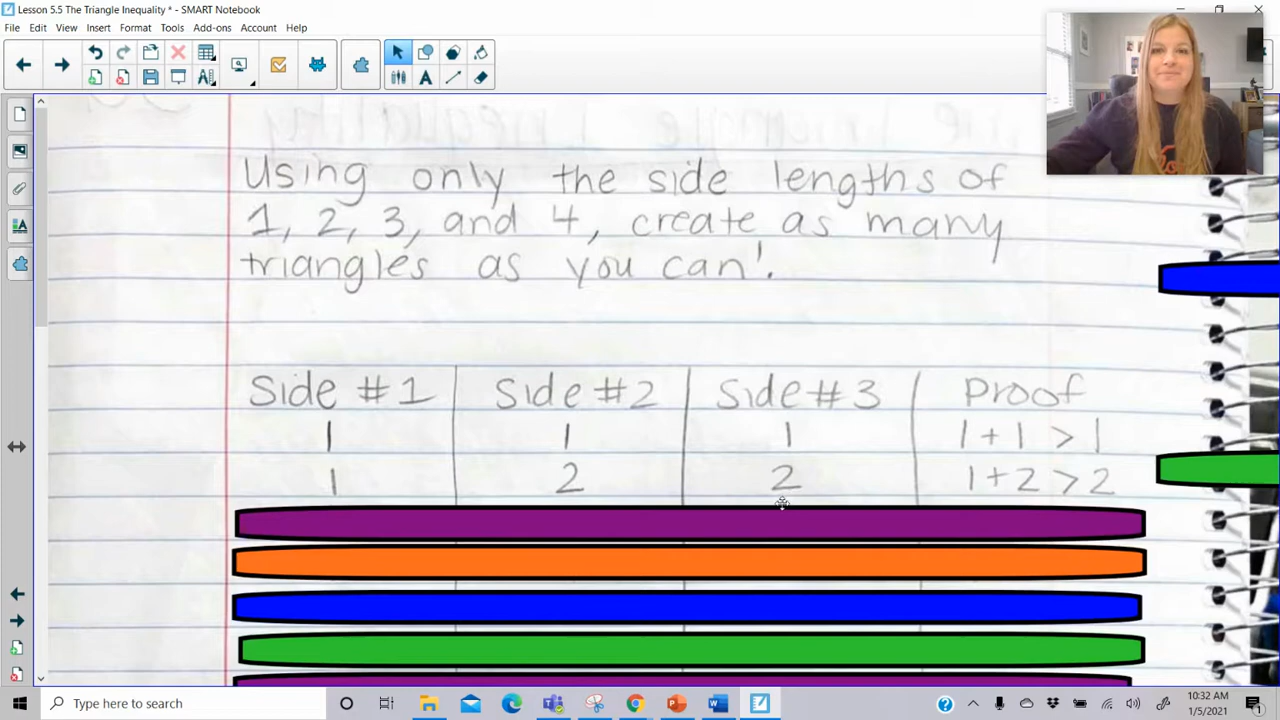 Lesson 5.5 The Triangle Inequality * - SMART Notebook
File Edit View Insert Format Tools Add-ons Account Help
Using only the side lengths of
1, 2, 3, and 4, create as many
triangles as you can!
Side #1 Side #2 Side #3 Proof
1 1 1 1+1 > 1
1 2 2 1+2 > 2
Type here to search
10:32 AM
1/5/2021